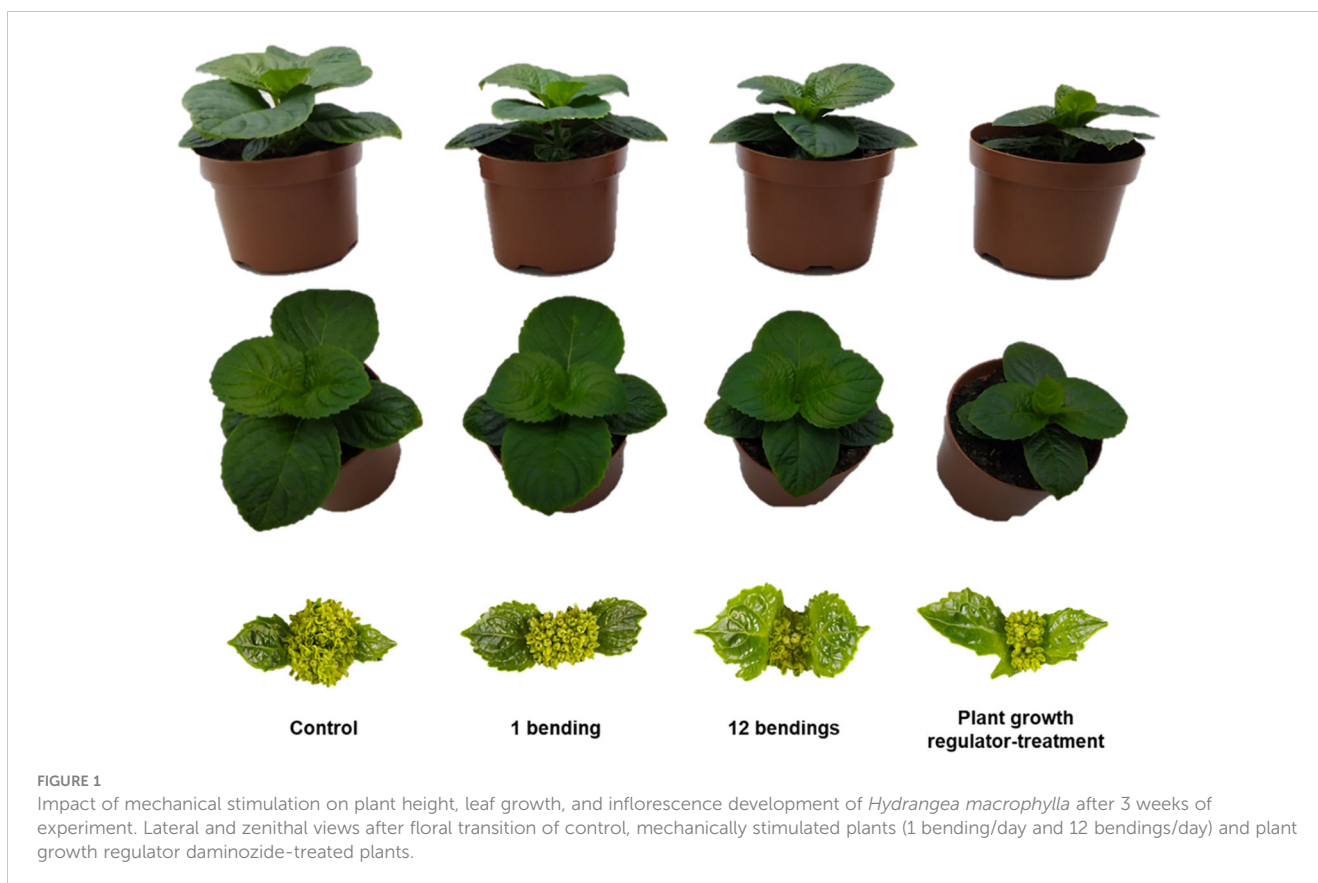 Control
1 bending
12 bendings
Plant growth
regulator-treatment
FIGURE 1
Impact of mechanical stimulation on plant height, leaf growth, and inflorescence development of Hydrangea macrophylla after 3 weeks of
experiment. Lateral and zenithal views after floral transition of control, mechanically stimulated plants (1 bending/day and 12 bendings/day) and plant
growth regulator daminozide-treated plants.